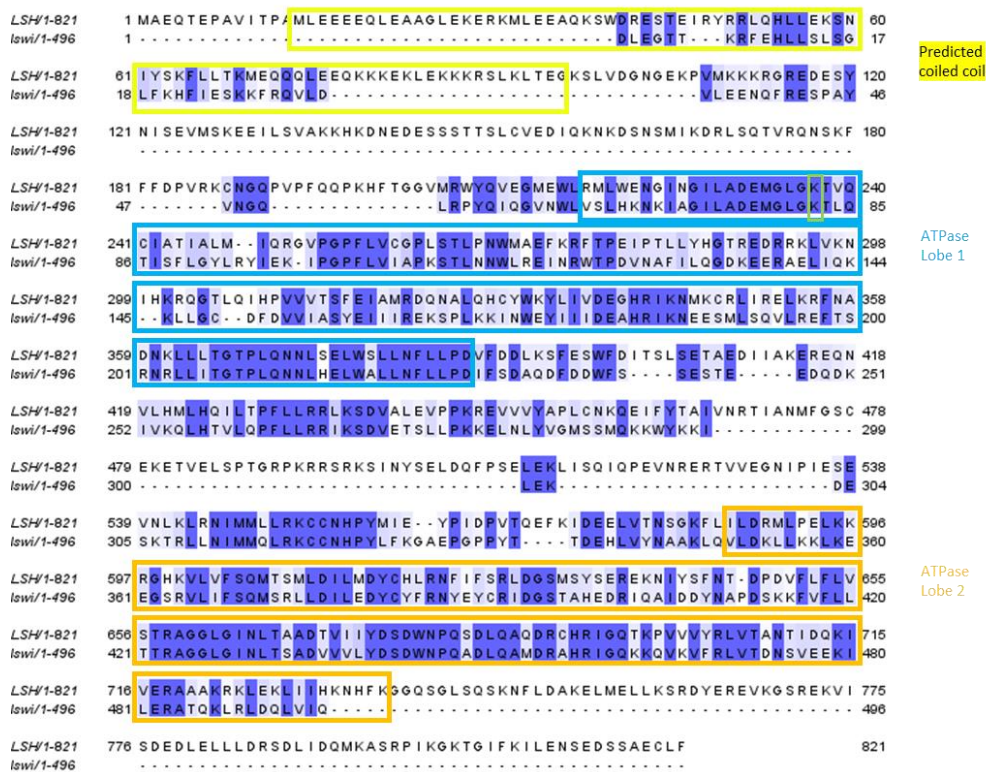 LSH/1-821 1 MAEQTEPAVITPAMLEEEEQLEAAGLEKERKMLEEAQKSWDRESTEIRYRRLQHLLEKSN 60
Iswi/1-496 1 ----------------------------------------DLEGTT---KRFEHLLSLSG 17
Predicted
coiled coil
LSH/1-821 61 IYSKFLLTKMEQQQLEEQKKKEKLEKKKRSLKLTEGKSLVDGNGEKPVMKKKRGREDESY 120
Iswi/1-496 18 LFKHFIESKKFRQVLD-------------------------------VLEENQFRESPAY 46
LSH/1-821 121 NISEVMSKEEILSVAKKHKDNEDESSSTTSLCVEDIQKNKDSNSMIKDRLSQTVRQNSKF 180
Iswi/1-496 ------------------------------------------------------------
LSH/1-821 181 FFDPVRKCNGQPVPFQQPKHFTGGVMRWYQVEGMEWLRMLWENGINGILADEMGLGKTVQ 240
Iswi/1-496 47 -------VNGQ--------------LRPYQIQGVNWLVSLHKNKIAGILADEMGLGKTLQ 85
LSH/1-821 241 CIATIALM--IQRGVPGPFLVCGPLSTLPNWMAEFKRFTPEIPTLLYHGTREDRRKLVKN 298
Iswi/1-496 86 TISFLGYLRYIEK-IPGPFLVIAPKSTLNNWLREINRWTPDVNAFILQGDKEERAELIQK 144
ATPase
Lobe 1
LSH/1-821 299 IHKRQGTLQIHPVVVTSFEIAMRDQNALQHCYWKYLIVDEGHRIKNMKCRLIRELKRFNA 358
Iswi/1-496 145 --KLLGC--DFDVVIASYEIIIREKSPLKKINWEYIIIDEAHRIKNEESMLSQVLREFTS 200
LSH/1-821 359 DNKLLLTGTPLQNNLSELWSLLNFLLPDVFDDLKSFESWFDITSLSETAEDIIAKEREQN 418
Iswi/1-496 201 RNRLLITGTPLQNNLHELWALLNFLLPDIFSDAQDFDDWFS----SESTE-----EDQDK 251
LSH/1-821 419 VLHMLHQILTPFLLRRLKSDVALEVPPKREVVVYAPLCNKQEIFYTAIVNRTIANMFGSC 478
Iswi/1-496 252 IVKQLHTVLQPFLLRRIKSDVETSLLPKKELNLYVGMSSMQKKWYKKI------------ 299
LSH/1-821 479 EKETVELSPTGRPKRRSRKSINYSELDQFPSELEKLISQIQPEVNRERTVVEGNIPIESE 538
Iswi/1-496 300 --------------------------------LEK-----------------------DE 304
LSH/1-821 539 VNLKLRNIMMLLRKCCNHPYMIE--YPIDPVTQEFKIDEELVTNSGKFLILDRMLPELKK 596
Iswi/1-496 305 SKTRLLNIMMQLRKCCNHPYLFKGAEPGPPYT----TDEHLVYNAAKLQVLDKLLKKLKE 360
LSH/1-821 597 RGHKVLVFSQMTSMLDILMDYCHLRNFIFSRLDGSMSYSEREKNIYSFNT-DPDVFLFLV 655
Iswi/1-496 361 EGSRVLIFSQMSRLLDILEDYCYFRNYEYCRIDGSTAHEDRIQAIDDYNAPDSKKFVFLL 420
ATPase
Lobe 2
LSH/1-821 656 STRAGGLGINLTAADTVIIYDSDWNPQSDLQAQDRCHRIGQTKPVVVYRLVTANTIDQKI 715
Iswi/1-496 421 TTRAGGLGINLTSADVVVLYDSDWNPQADLQAMDRAHRIGQKKQVKVFRLVTDNSVEEKI 480
LSH/1-821 716 VERAAAKRKLEKLIIHKNHFKGGQSGLSQSKNFLDAKELMELLKSRDYEREVKGSREKVI 775
Iswi/1-496 481 LERATQKLRLDQLVIQ-------------------------------------------- 496
LSH/1-821 776 SDEDLELLLDRSDLIDQMKASRPIKGKTGIFKILENSEDSSAECLF 821
Iswi/1-496 ----------------------------------------------